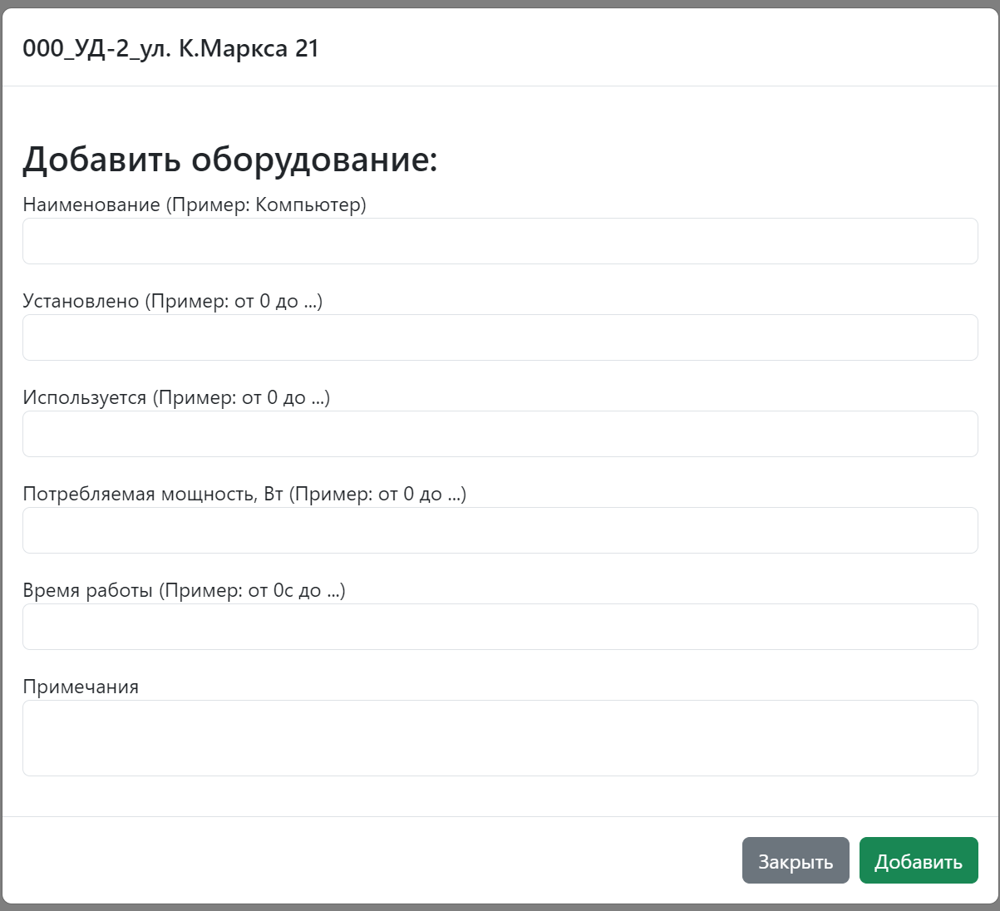 000_УД-2_ул. К.Маркса 21
Добавить оборудование:
Наименование (Пример: Компьютер)
Установлено (Пример: от 0 до ...)
Используется (Пример: от 0 до ...)
Потребляемая мощность, Вт (Пример: от 0 до ...)
Время работы (Пример: от 0с до ...)
Примечания
Закрыть Добавить